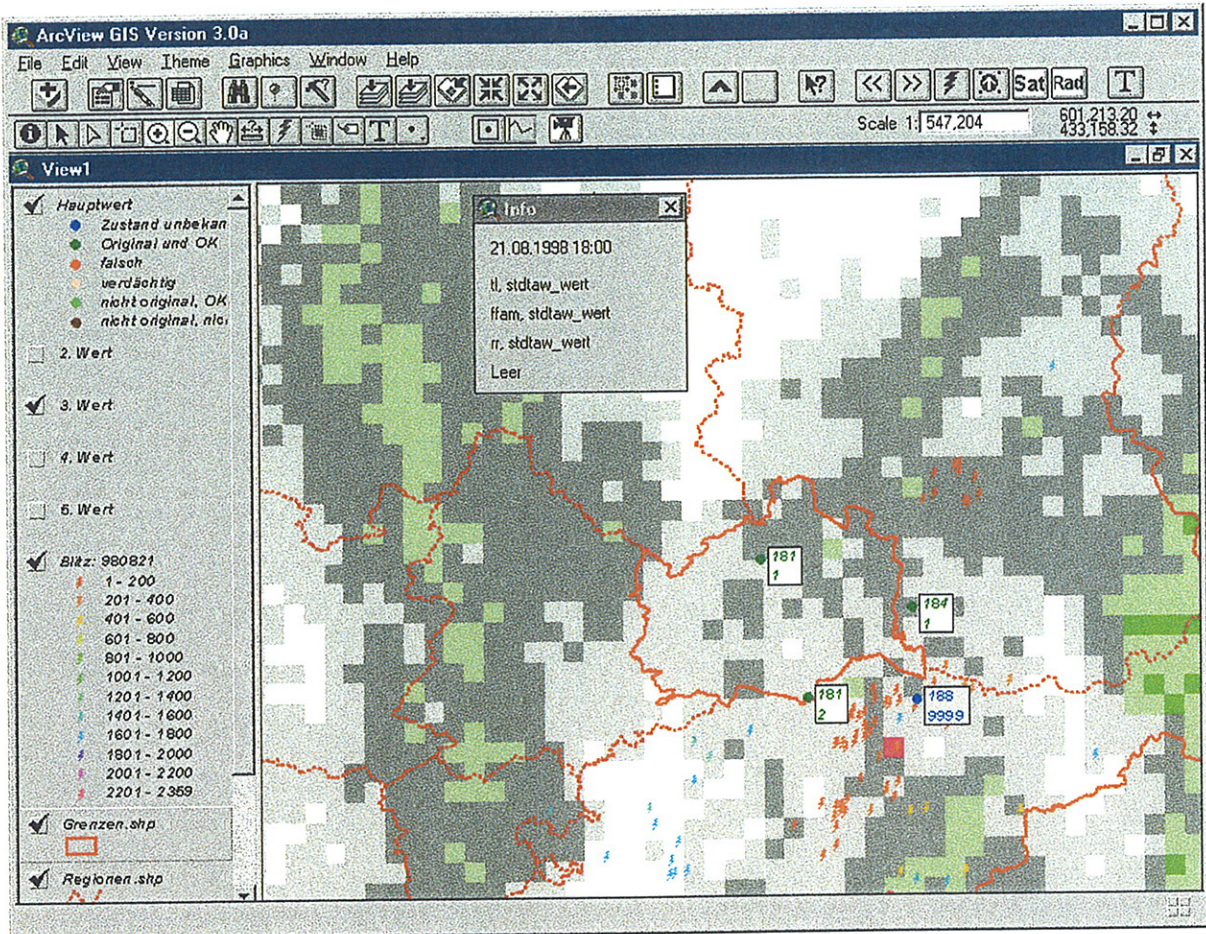 ArcView GIS Version 3.0a
File Edit View Theme Graphics Window Help
Sat Rad T
T
Scale 1: 547,204
601,213.20
433,158.32
View1
Hauptwert
Zustand unbekan
Original und OK
falsch
verdächtig
nicht original, OK
nicht original, nic
2. Wert
3. Wert
4. Wert
5. Wert
Blitz: 980821
1 - 200
201 - 400
401 - 600
601 - 800
801 - 1000
1001 - 1200
1201 - 1400
1401 - 1600
1601 - 1800
1801 - 2000
2001 - 2200
2201 - 2359
Grenzen.shp
Regionen.shp
Info
21.08.1998 18:00
tl, stdtaw_wert
ffam, stdtaw_wert
rr, stdtaw_wert
Leer
181
1
184
1
181
2
188
9999